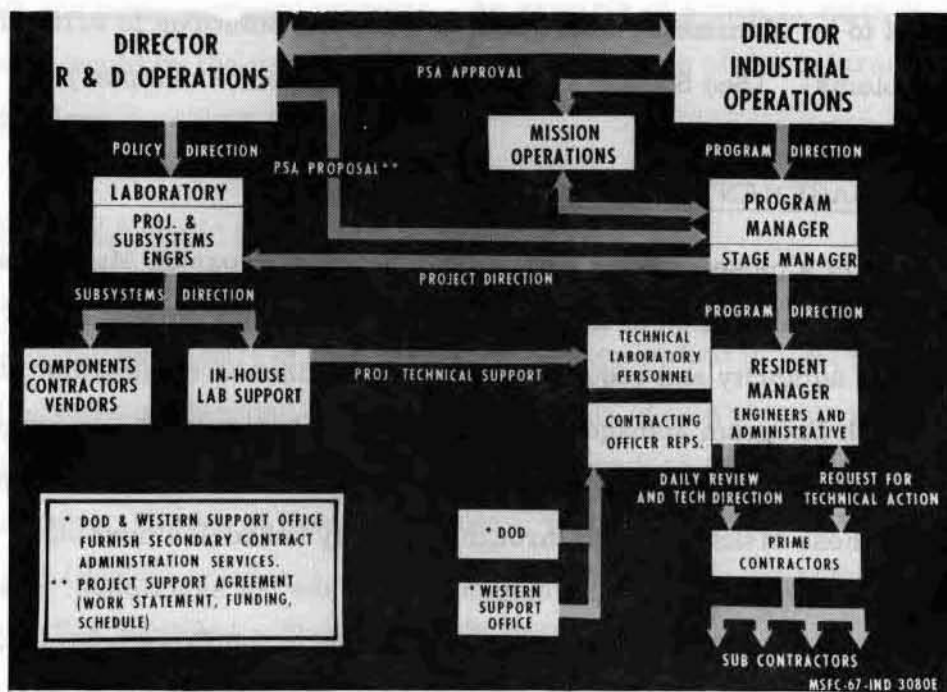 DIRECTOR
R & D OPERATIONS
PSA APPROVAL
DIRECTOR
INDUSTRIAL
OPERATIONS
MISSION
OPERATIONS
POLICY DIRECTION
PSA PROPOSAL**
PROGRAM DIRECTION
LABORATORY
PROJ. &
SUBSYSTEMS
ENGRS
PROGRAM
MANAGER
STAGE MANAGER
PROJECT DIRECTION
SUBSYSTEMS DIRECTION
PROGRAM DIRECTION
COMPONENTS
CONTRACTORS
VENDORS
IN-HOUSE
LAB SUPPORT
PROJ. TECHNICAL SUPPORT
TECHNICAL
LABORATORY
PERSONNEL
RESIDENT
MANAGER
ENGINEERS AND
ADMINISTRATIVE
CONTRACTING
OFFICER REPS.
DAILY REVIEW
AND TECH DIRECTION
REQUEST FOR
TECHNICAL ACTION
* DOD & WESTERN SUPPORT OFFICE
FURNISH SECONDARY CONTRACT
ADMINISTRATION SERVICES.
** PROJECT SUPPORT AGREEMENT
(WORK STATEMENT, FUNDING,
SCHEDULE)
* DOD
* WESTERN
SUPPORT
OFFICE
PRIME
CONTRACTORS
SUB CONTRACTORS
MSFC-67-IND 3080E